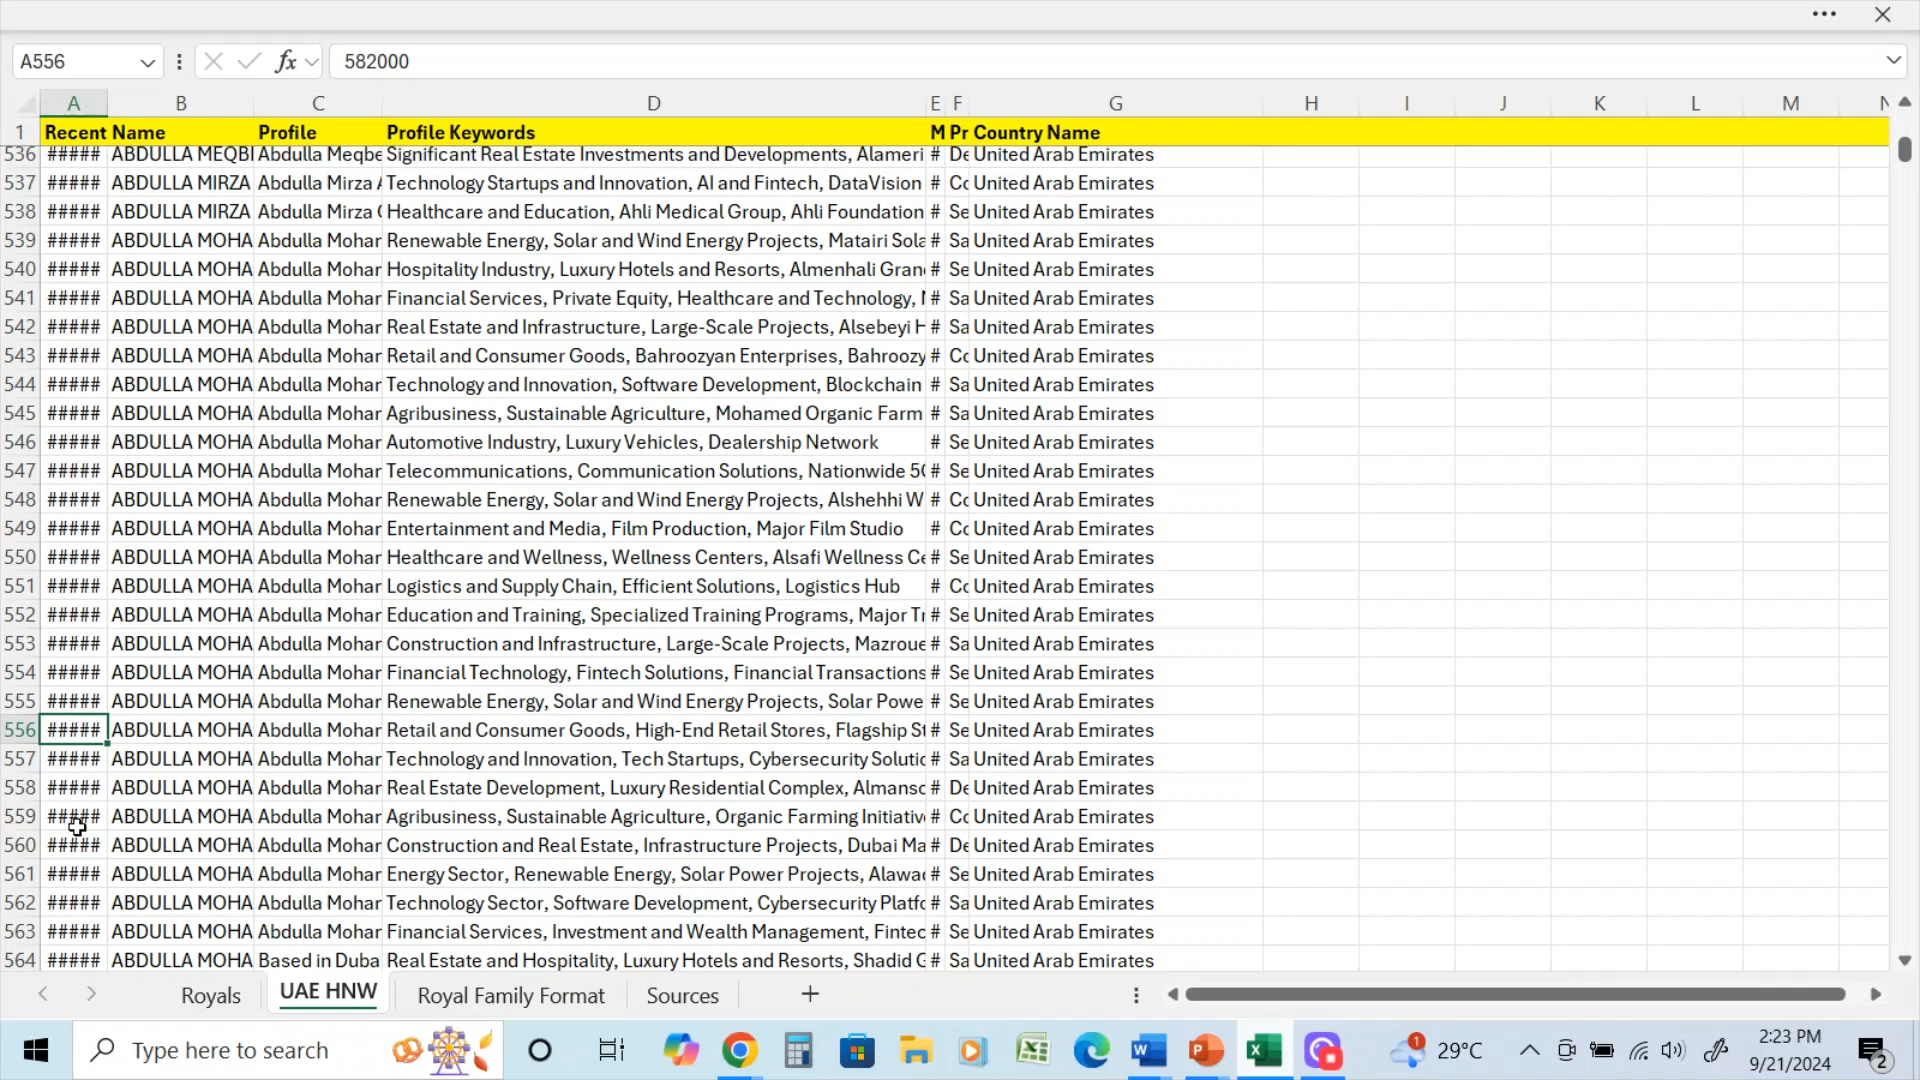 A556 fx 582000
A B C D E F G H I J K L M N
1 Recent Name Profile Profile Keywords M Pr Country Name
536 ##### ABDULLA MEQBI Abdulla Meqbe Significant Real Estate Investments and Developments, Alameri # De United Arab Emirates
537 ##### ABDULLA MIRZA Abdulla Mirza A Technology Startups and Innovation, AI and Fintech, DataVision # Co United Arab Emirates
538 ##### ABDULLA MIRZA Abdulla Mirza Healthcare and Education, Ahli Medical Group, Ahli Foundation # Se United Arab Emirates
539 ##### ABDULLA MOHA Abdulla Mohar Renewable Energy, Solar and Wind Energy Projects, Matairi Sola # Sa United Arab Emirates
540 ##### ABDULLA MOHA Abdulla Mohar Hospitality Industry, Luxury Hotels and Resorts, Almenhali Gran # Se United Arab Emirates
541 ##### ABDULLA MOHA Abdulla Mohar Financial Services, Private Equity, Healthcare and Technology, # Sa United Arab Emirates
542 ##### ABDULLA MOHA Abdulla Mohar Real Estate and Infrastructure, Large-Scale Projects, Alsebeyi H # Sa United Arab Emirates
543 ##### ABDULLA MOHA Abdulla Mohar Retail and Consumer Goods, Bahroozyan Enterprises, Bahroozy # Co United Arab Emirates
544 ##### ABDULLA MOHA Abdulla Mohar Technology and Innovation, Software Development, Blockchain # Sa United Arab Emirates
545 ##### ABDULLA MOHA Abdulla Mohar Agribusiness, Sustainable Agriculture, Mohamed Organic Farm # Sa United Arab Emirates
546 ##### ABDULLA MOHA Abdulla Mohar Automotive Industry, Luxury Vehicles, Dealership Network # Se United Arab Emirates
547 ##### ABDULLA MOHA Abdulla Mohar Telecommunications, Communication Solutions, Nationwide 5G # Se United Arab Emirates
548 ##### ABDULLA MOHA Abdulla Mohar Renewable Energy, Solar and Wind Energy Projects, Alshehhi W # Co United Arab Emirates
549 ##### ABDULLA MOHA Abdulla Mohar Entertainment and Media, Film Production, Major Film Studio # Co United Arab Emirates
550 ##### ABDULLA MOHA Abdulla Mohar Healthcare and Wellness, Wellness Centers, Alsafi Wellness Ce # Se United Arab Emirates
551 ##### ABDULLA MOHA Abdulla Mohar Logistics and Supply Chain, Efficient Solutions, Logistics Hub # Co United Arab Emirates
552 ##### ABDULLA MOHA Abdulla Mohar Education and Training, Specialized Training Programs, Major Tr # Se United Arab Emirates
553 ##### ABDULLA MOHA Abdulla Mohar Construction and Infrastructure, Large-Scale Projects, Mazroue # Sa United Arab Emirates
554 ##### ABDULLA MOHA Abdulla Mohar Financial Technology, Fintech Solutions, Financial Transactions # Sa United Arab Emirates
555 ##### ABDULLA MOHA Abdulla Mohar Renewable Energy, Solar and Wind Energy Projects, Solar Powe # Se United Arab Emirates
556 ##### ABDULLA MOHA Abdulla Mohar Retail and Consumer Goods, High-End Retail Stores, Flagship St # Se United Arab Emirates
557 ##### ABDULLA MOHA Abdulla Mohar Technology and Innovation, Tech Startups, Cybersecurity Solutic # Sa United Arab Emirates
558 ##### ABDULLA MOHA Abdulla Mohar Real Estate Development, Luxury Residential Complex, Almanso # De United Arab Emirates
559 ##### ABDULLA MOHA Abdulla Mohar Agribusiness, Sustainable Agriculture, Organic Farming Initiative # Co United Arab Emirates
560 ##### ABDULLA MOHA Abdulla Mohar Construction and Real Estate, Infrastructure Projects, Dubai Ma # De United Arab Emirates
561 ##### ABDULLA MOHA Abdulla Mohar Energy Sector, Renewable Energy, Solar Power Projects, Alawad # Se United Arab Emirates
562 ##### ABDULLA MOHA Abdulla Mohar Technology Sector, Software Development, Cybersecurity Platfo # Sa United Arab Emirates
563 ##### ABDULLA MOHA Abdulla Mohar Financial Services, Investment and Wealth Management, Fintec # Se United Arab Emirates
564 ##### ABDULLA MOHA Based in Duba Real Estate and Hospitality, Luxury Hotels and Resorts, Shadid G # Sa United Arab Emirates
Royals UAE HNW Royal Family Format Sources
Type here to search 1 29°C 2:23 PM
9/21/2024 2